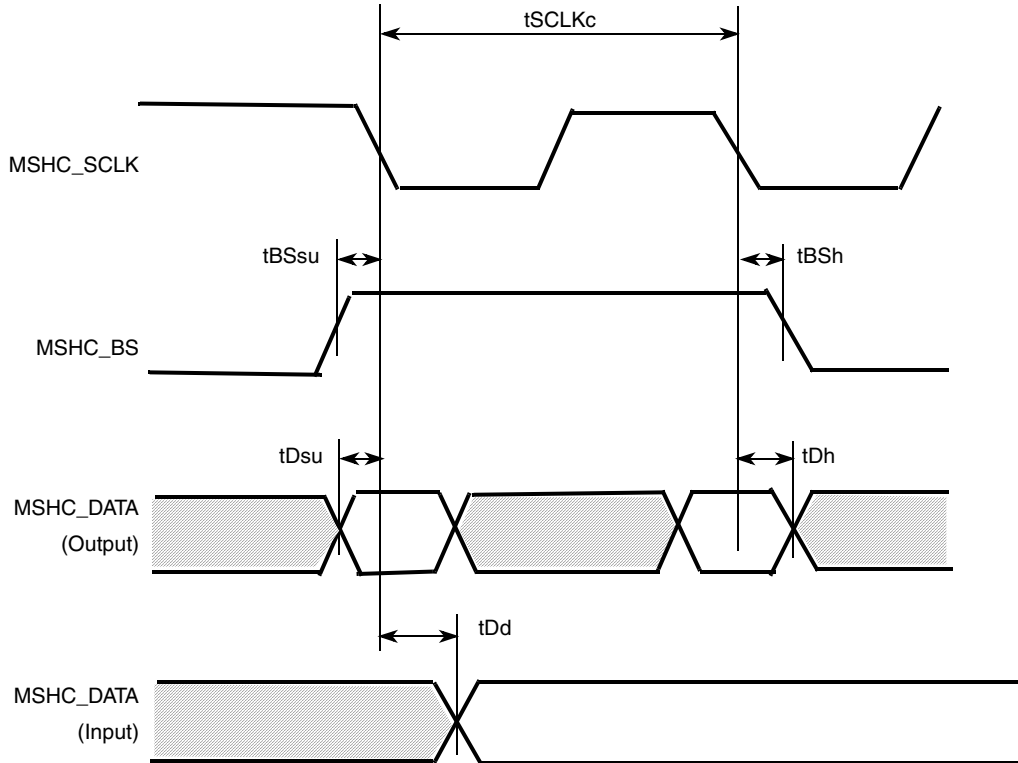 tSCLKc
MSHC_SCLK
tBSsu
tBSh
MSHC_BS
tDsu
tDh
MSHC_DATA
(Output)
tDd
MSHC_DATA
(Input)